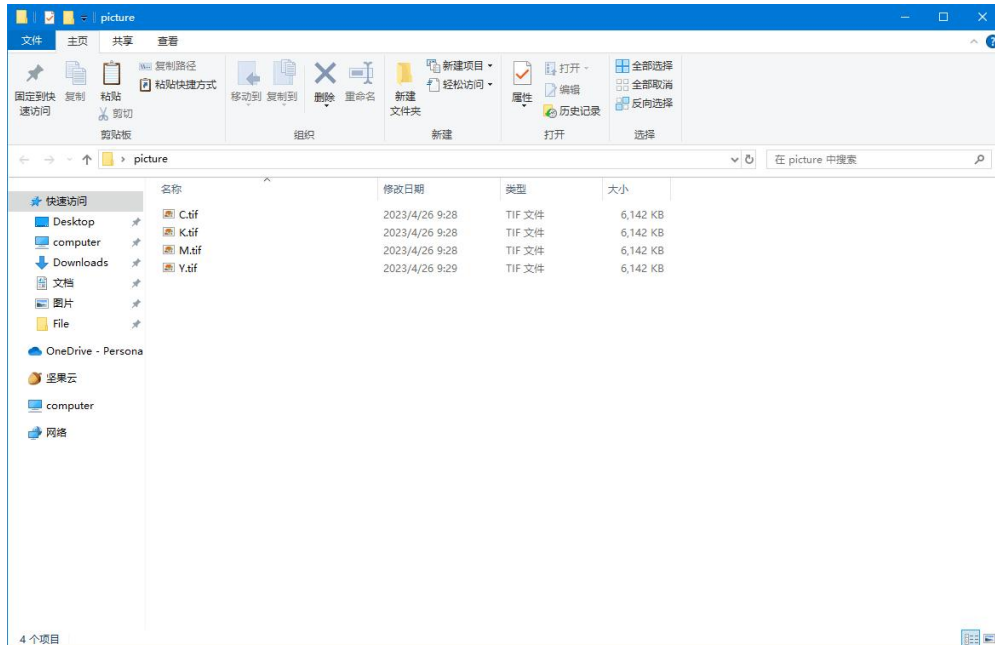 picture
文件 主页 共享 查看
固定到快速访问
复制
粘贴
复制路径
粘贴快捷方式
剪切
剪贴板
移动到
复制到
删除
重命名
组织
新建文件夹
新建项目
轻松访问
新建
属性
打开
编辑
历史记录
打开
全部选择
全部取消
反向选择
选择
picture
在 picture 中搜索
名称 修改日期 类型 大小
C.tif 2023/4/26 9:28 TIF 文件 6,142 KB
K.tif 2023/4/26 9:28 TIF 文件 6,142 KB
M.tif 2023/4/26 9:28 TIF 文件 6,142 KB
Y.tif 2023/4/26 9:29 TIF 文件 6,142 KB
快速访问
Desktop
computer
Downloads
文档
图片
File
OneDrive - Persona
坚果云
computer
网络
4 个项目